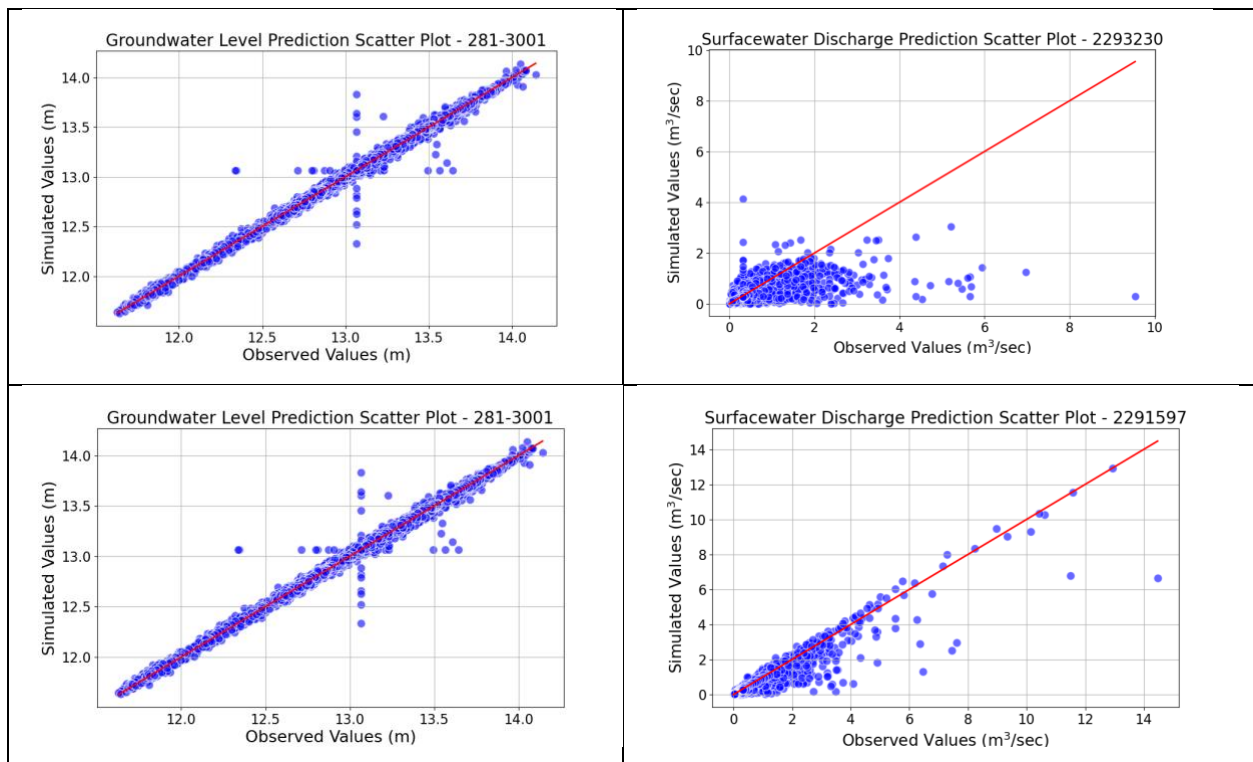 Groundwater Level Prediction Scatter Plot - 281-3001
Simulated Values (m)
14.0
13.5
13.0
12.5
12.0
12.0 12.5 13.0 13.5 14.0
Observed Values (m)
Surfacewater Discharge Prediction Scatter Plot - 2293230
Simulated Values (m³/sec)
10
8
6
4
2
0
0 2 4 6 8 10
Observed Values (m³/sec)
Groundwater Level Prediction Scatter Plot - 281-3001
Simulated Values (m)
14.0
13.5
13.0
12.5
12.0
12.0 12.5 13.0 13.5 14.0
Observed Values (m)
Surfacewater Discharge Prediction Scatter Plot - 2291597
Simulated Values (m³/sec)
14
12
10
8
6
4
2
0
0 2 4 6 8 10 12 14
Observed Values (m³/sec)